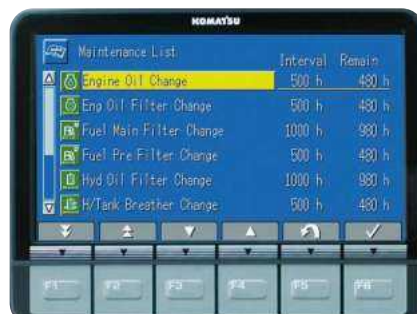 KOMATSU
Maintenance List
Interval Remain
Engine Oil Change 500 h 480 h
Eng Oil Filter Change 500 h 480 h
Fuel Main Filter Change 1000 h 980 h
Fuel Pre Filter Change 500 h 480 h
Hyd Oil Filter Change 1000 h 980 h
H/Tank Breather Change 500 h 480 h
F1 F2 F3 F4 F5 F6